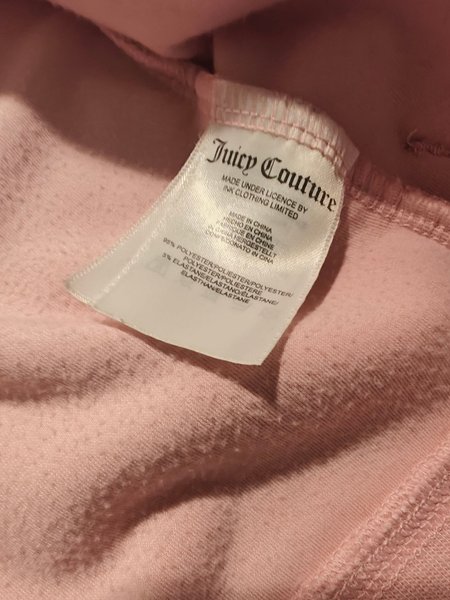 Juicy Couture
MADE UNDER LICENCE BY
INK CLOTHING LIMITED
MADE IN CHINA
HECHO EN CHINA
FABRIQUÉ EN CHINE
IN CHINA HERGESTELLT
CONFEZIONATO IN CINA
95% POLYESTER/POLIESTER/POLYESTER/
POLYESTER/POLIESTERE
5% ELASTANE/ELASTANO/ÉLASTANE/
ELASTHAN/ELASTANE